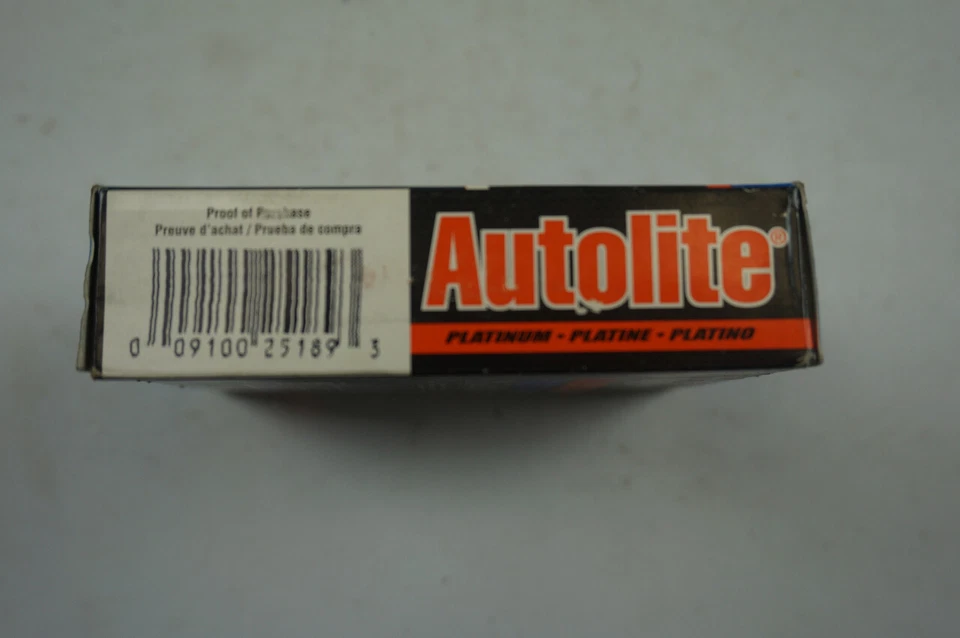 Proof of Purchase
Preuve d'achat / Prueba de compra
0 09100 25189 3
Autolite®
PLATINUM - PLATINE - PLATINO